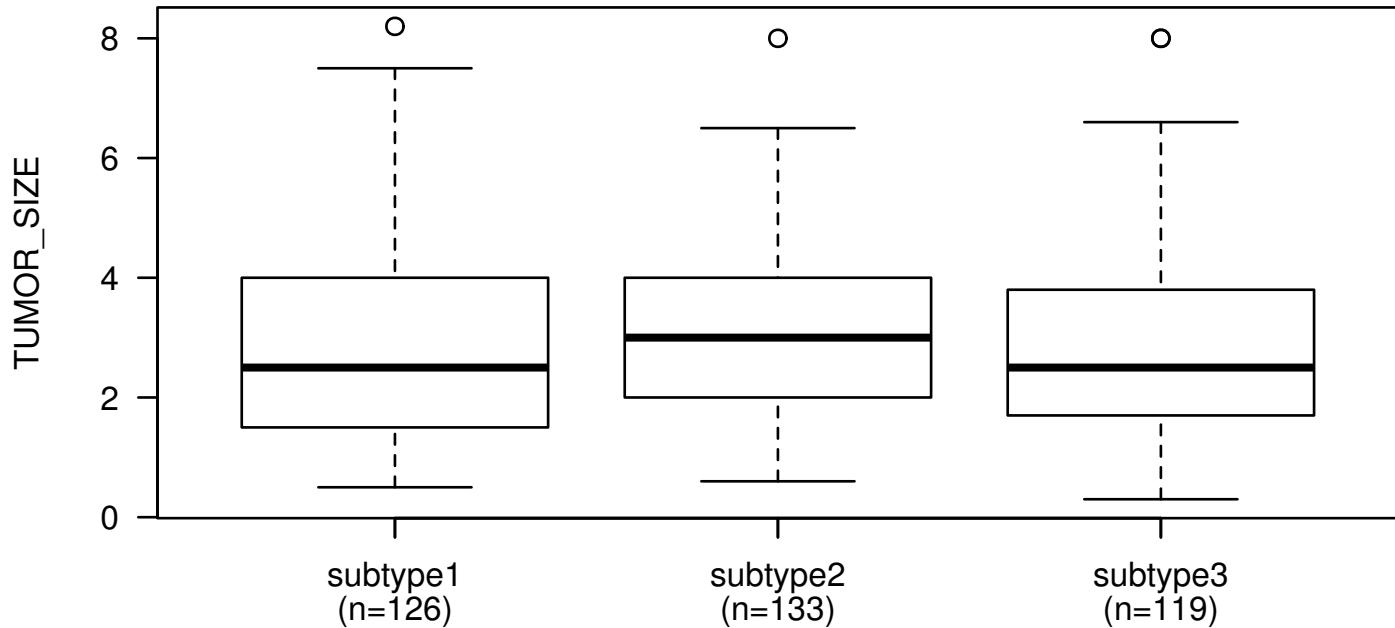 TUMOR_SIZE
8
6
4
2
0
subtype1 subtype2 subtype3
(n=126) (n=133) (n=119)